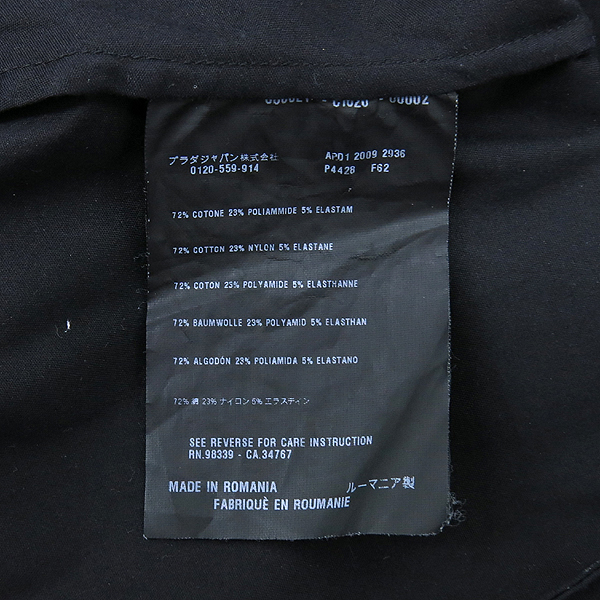 プラダジャパン株式会社 APD1 2009 2936
0120-559-914 P4428 F62
72% COTONE 23% POLIAMMIDE 5% ELASTAM
72% COTTON 23% NYLON 5% ELASTANE
72% COTON 23% POLYAMIDE 5% ELASTHANNE
72% BAUMWOLLE 23% POLYAMID 5% ELASTHAN
72% ALGODÓN 23% POLIAMIDA 5% ELASTANO
72% 綿 23% ナイロン 5% エラスティン
SEE REVERSE FOR CARE INSTRUCTION
RN.98339 - CA.34767
MADE IN ROMANIA ルーマニア製
FABRIQUÈ EN ROUMANIE